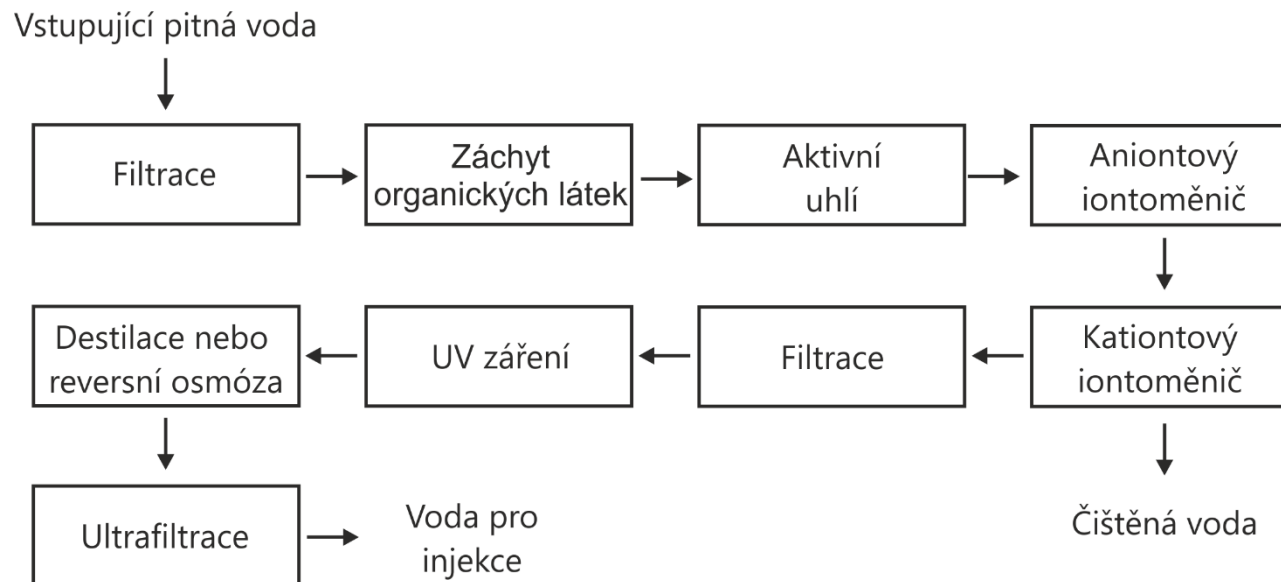 Vstupující pitná voda
Filtrace
Záchyt
organických látek
Aktivní
uhlí
Aniontový
iontoměnič
Destilace nebo
reversní osmóza
UV záření
Filtrace
Kationtový
iontoměnič
Ultrafiltrace
Voda pro
injekce
Čištěná voda